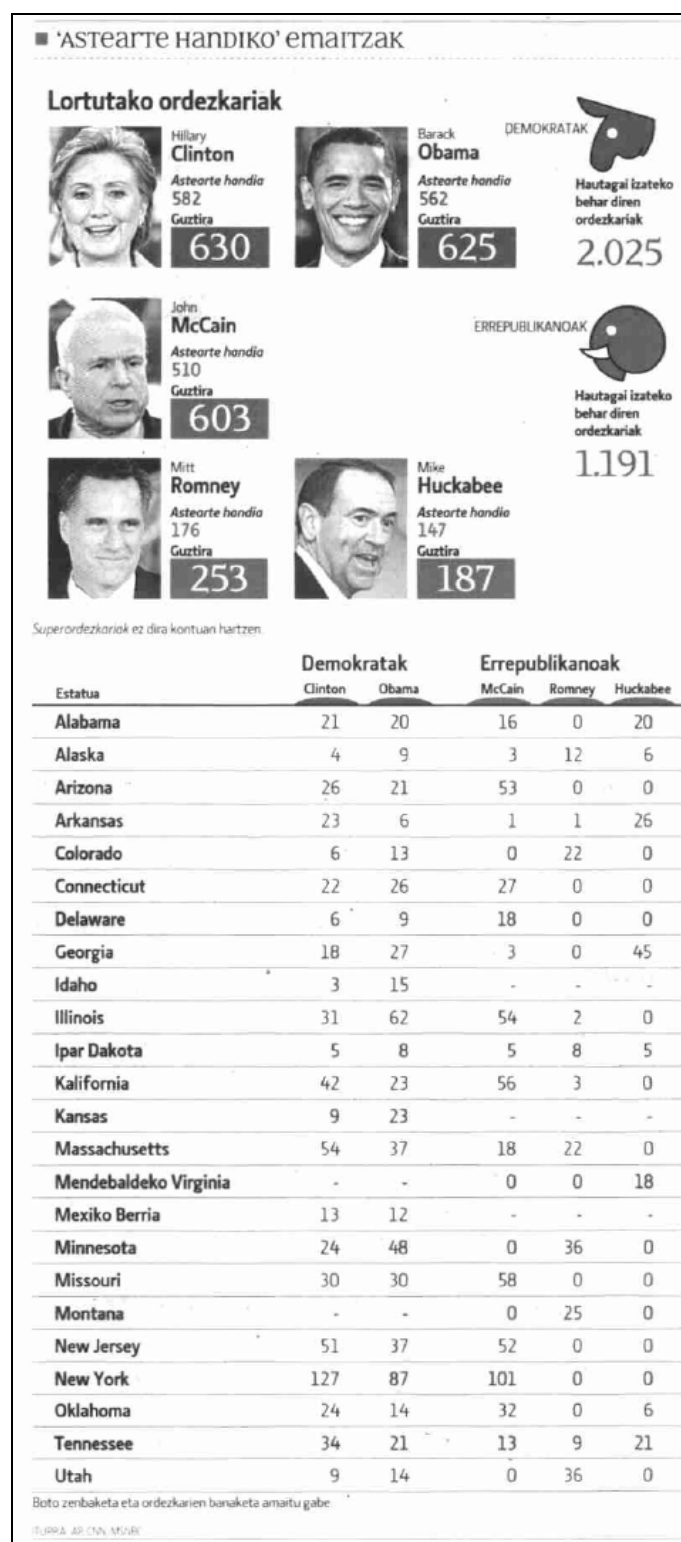 'ASTEARTE HANDIKO' emaitzak
Lortutako ordezkariak
Hillary
Clinton
Astearte handia
582
Guztira
630
Barack
Obama
Astearte handia
562
Guztira
625
DEMOKRATAK
Hautagai izateko
behar diren
ordezkariak
2.025
John
McCain
Astearte handia
510
Guztira
603
ERREPUBLIKANOAK
Hautagai izateko
behar diren
ordezkariak
1.191
Mitt
Romney
Astearte handia
176
Guztira
253
Mike
Huckabee
Astearte handia
147
Guztira
187
Superordezkariak ez dira kontuan hartzen
Demokratak Errepublikanoak
Estatua Clinton Obama McCain Romney Huckabee
Alabama 21 20 16 0 20
Alaska 4 9 3 12 6
Arizona 26 21 53 0 0
Arkansas 23 6 1 1 26
Colorado 6 13 0 22 0
Connecticut 22 26 27 0 0
Delaware 6 9 18 0 0
Georgia 18 27 3 0 45
Idaho 3 15 - - -
Illinois 31 62 54 2 0
Ipar Dakota 5 8 5 8 5
Kalifornia 42 23 56 3 0
Kansas 9 23 - - -
Massachusetts 54 37 18 22 0
Mendebaldeko Virginia - - 0 0 18
Mexiko Berria 13 12 - - -
Minnesota 24 48 0 36 0
Missouri 30 30 58 0 0
Montana - - 0 25 0
New Jersey 51 37 52 0 0
New York 127 87 101 0 0
Oklahoma 24 14 32 0 6
Tennessee 34 21 13 9 21
Utah 9 14 0 36 0
Boto zenbaketa eta ordezkarien banaketa amaitu gabe
ITURRIA: AP, CNN, MSNBC